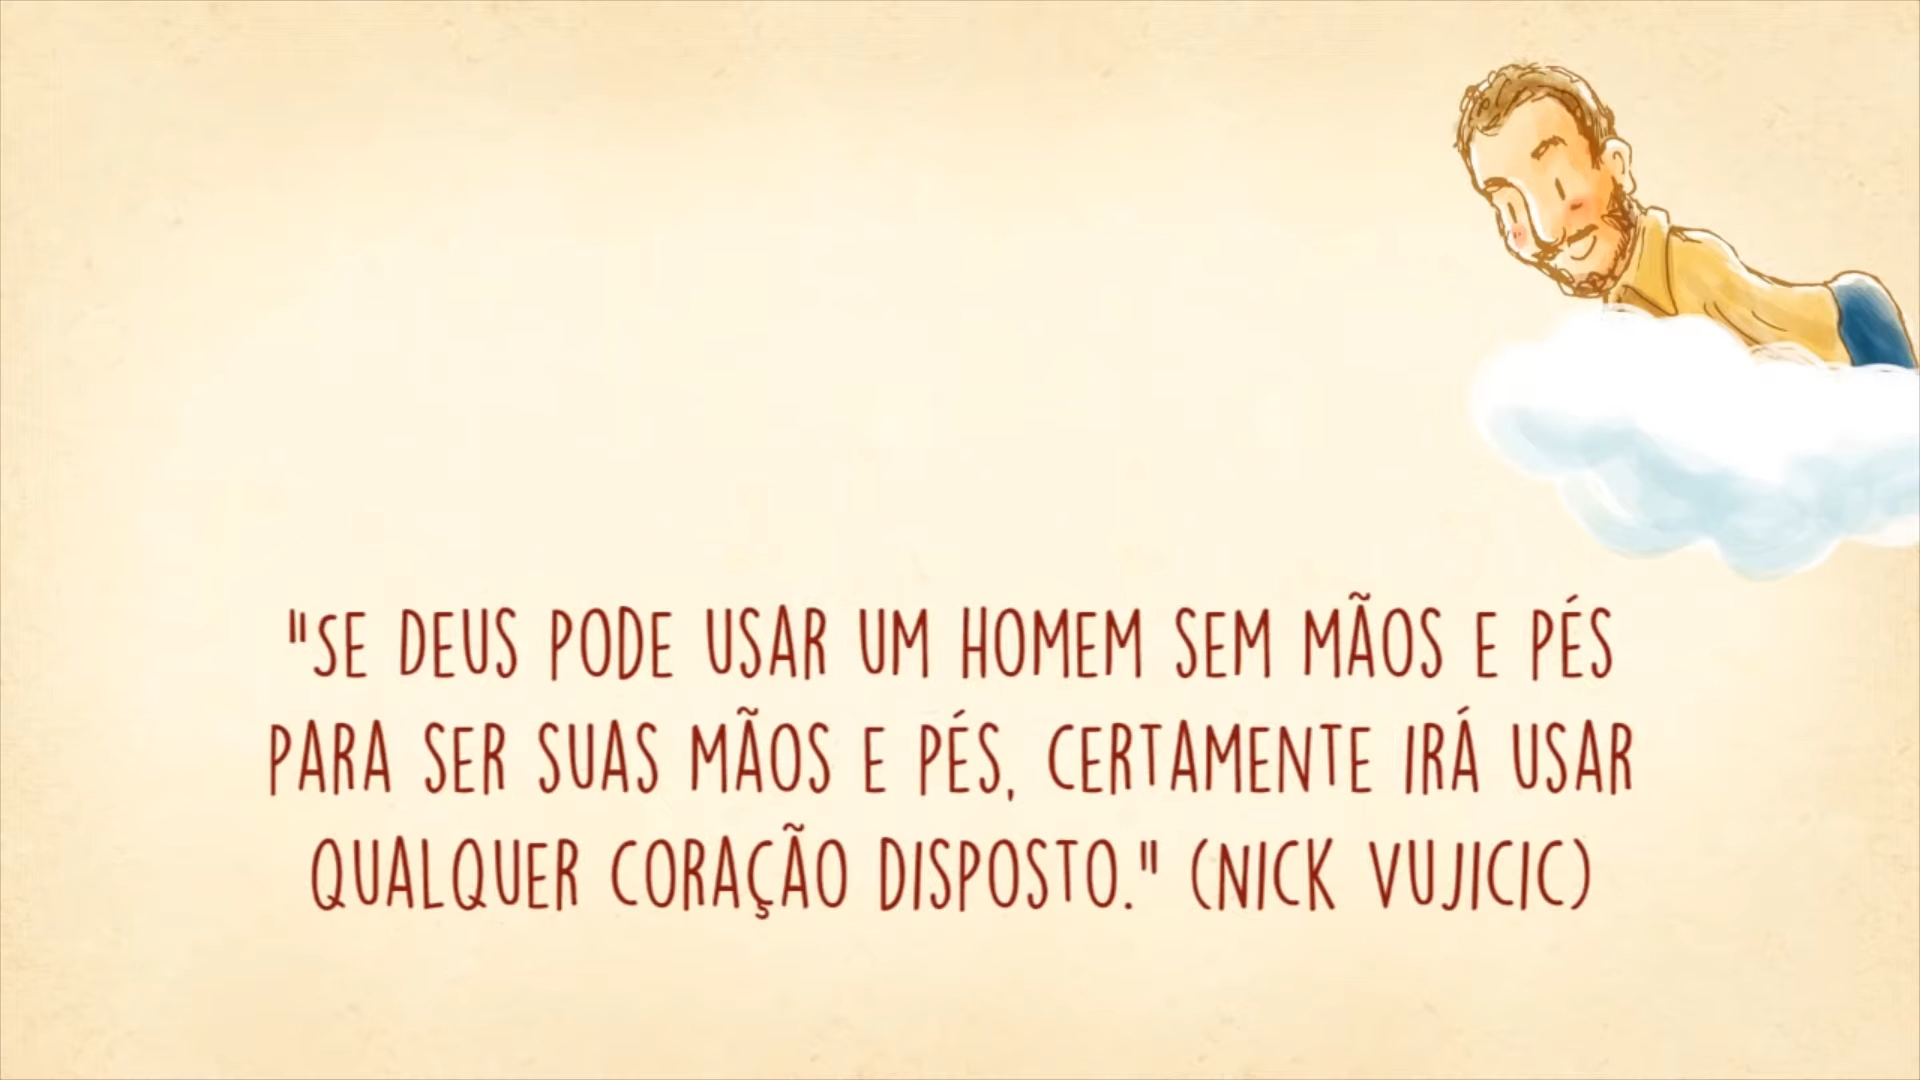 "SE DEUS PODE USAR UM HOMEM SEM MÃOS E PÉS
PARA SER SUAS MÃOS E PÉS, CERTAMENTE IRÁ USAR
QUALQUER CORAÇÃO DISPOSTO." (NICK VUJICIC)